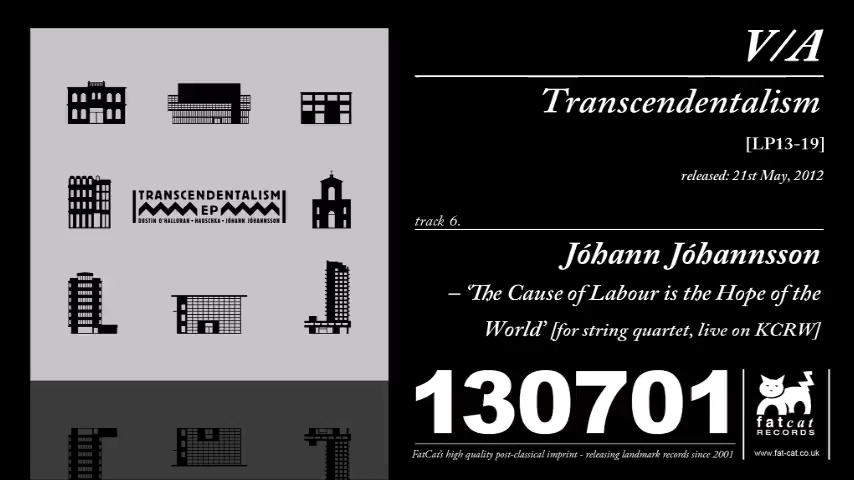 TRANSCENDENTALISM
EP
DUSTIN O'HALLORAN • HAUSCHKA • JÓHANN JÓHANNSSON
V/A
Transcendentalism
[LP13-19]
released: 21st May, 2012
track 6.
Jóhann Jóhannsson
– ‘The Cause of Labour is the Hope of the
World’ [for string quartet, live on KCRW]
130701
FatCat's high quality post-classical imprint - releasing landmark records since 2001
fatcat
RECORDS
www.fat-cat.co.uk